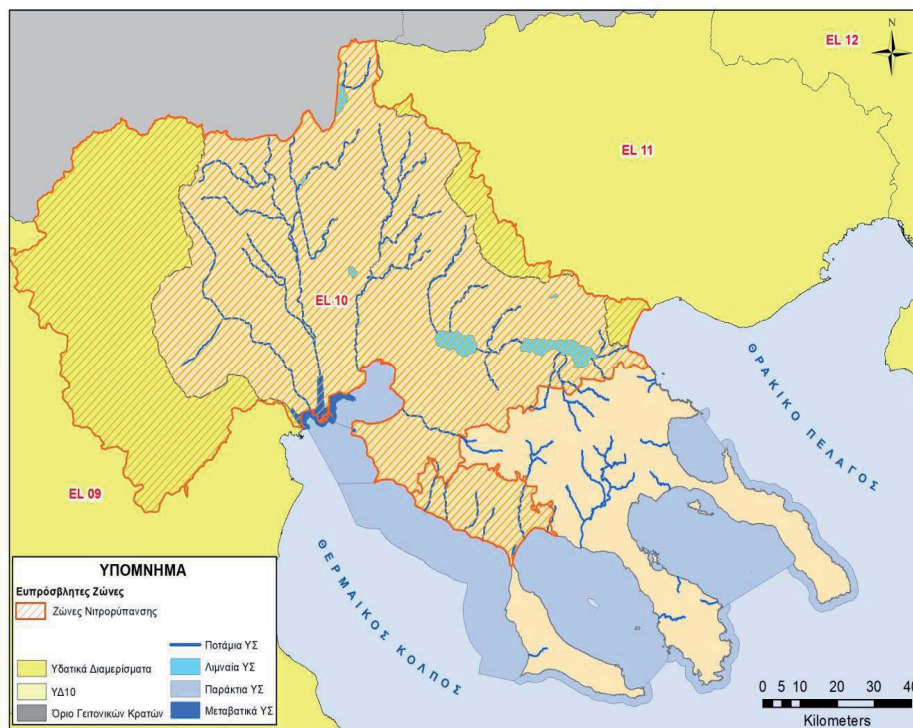 N
EL 12
EL 11
EL 10
EL 09
ΘΡΑΚΙΚΟ ΠΕΛΑΓΟΣ
ΘΕΡΜΑΙΚΟΣ ΚΟΛΠΟΣ
ΥΠΟΜΝΗΜΑ
Ευπρόσβλητες Ζώνες
Ζώνες Νιτρορύπανσης
Υδατικά Διαμερίσματα
ΥΔ10
Όριο Γειτονικών Κρατών
Ποτάμια ΥΣ
Λιμναία ΥΣ
Παράκτια ΥΣ
Μεταβατικά ΥΣ
0 5 10 20 30 40
Kilometers